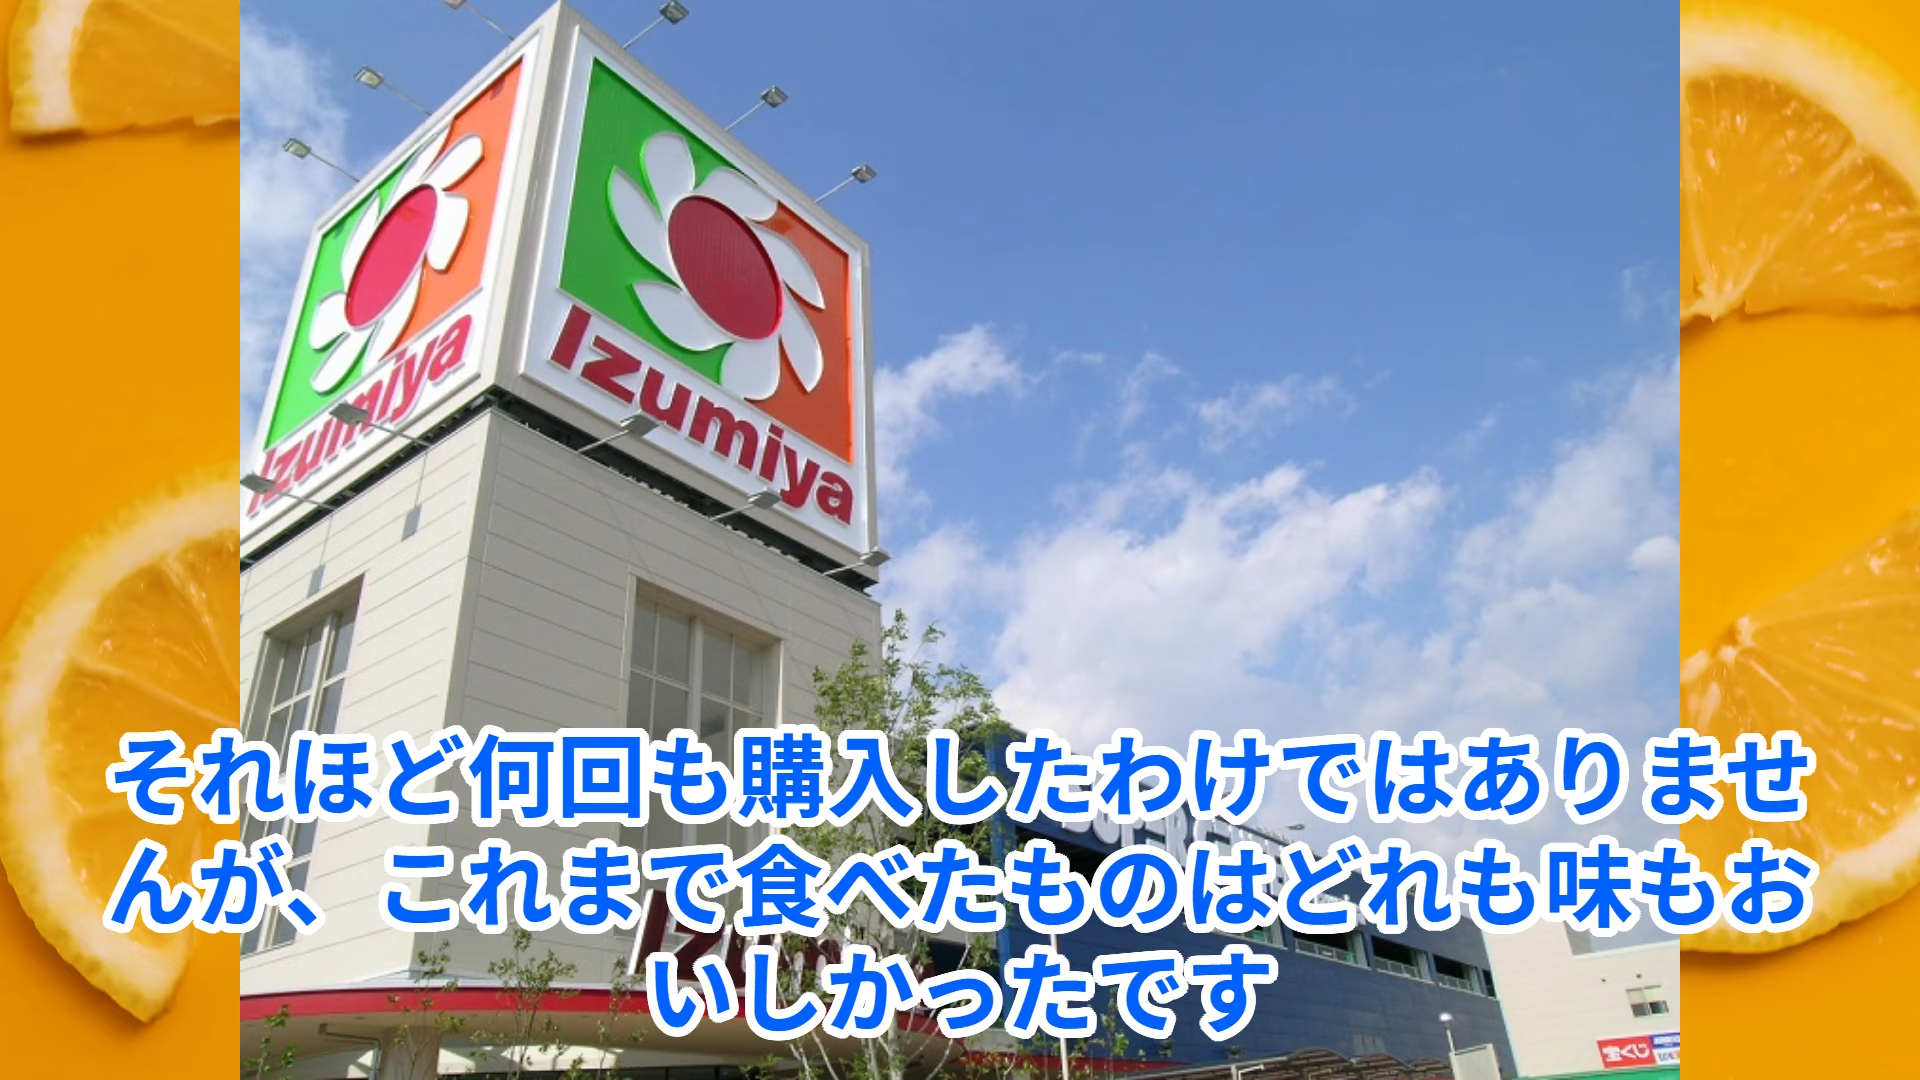 Izumiya
Izumiya
それほど何回も購入したわけではありませ
んが、これまで食べたものはどれも味もお
いしかったです
宝くじ